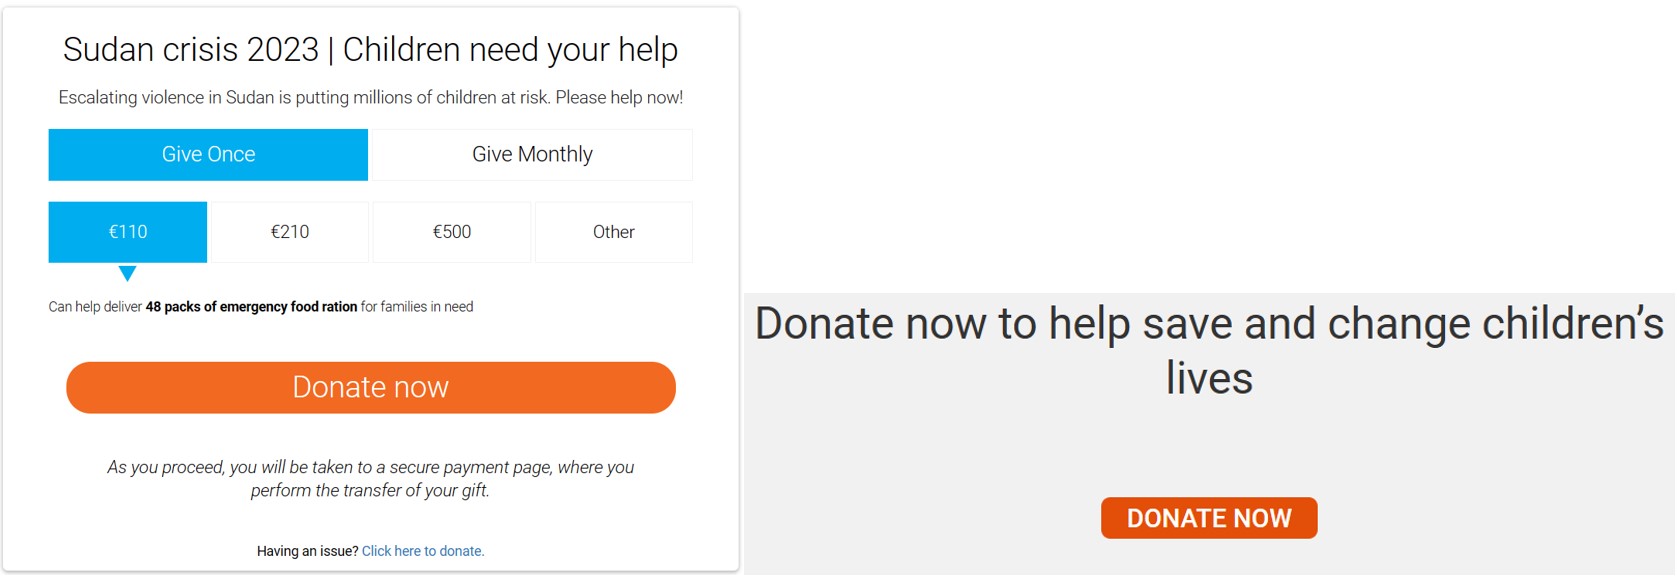 Sudan crisis 2023 | Children need your help
Escalating violence in Sudan is putting millions of children at risk. Please help now!
Give Once
Give Monthly
€110
€210
€500
Other
Can help deliver 48 packs of emergency food ration for families in need
Donate now
As you proceed, you will be taken to a secure payment page, where you
perform the transfer of your gift.
Having an issue? Click here to donate.
Donate now to help save and change children’s
lives
DONATE NOW